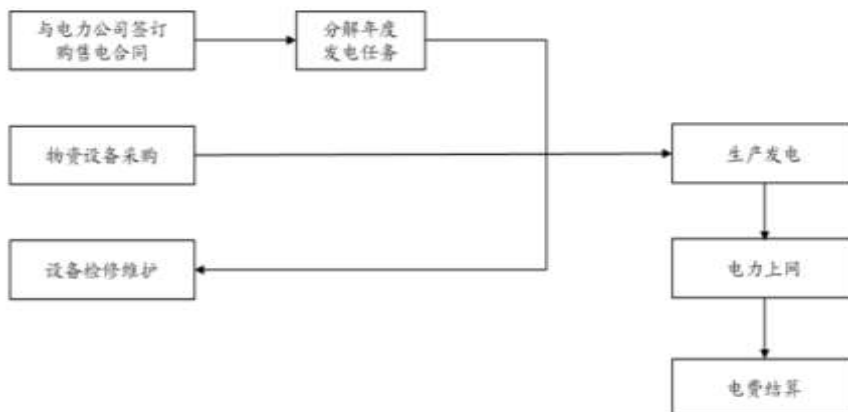 与电力公司签订
购售电合同
分解年度
发电任务
物资设备采购
生产发电
设备检修维护
电力上网
电费结算